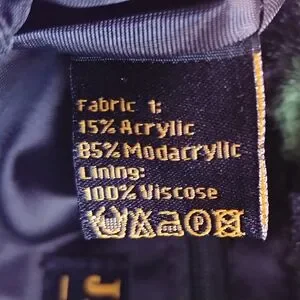 Fabric 1:
15% Acrylic
85% Modacrylic
Lining:
100% Viscose